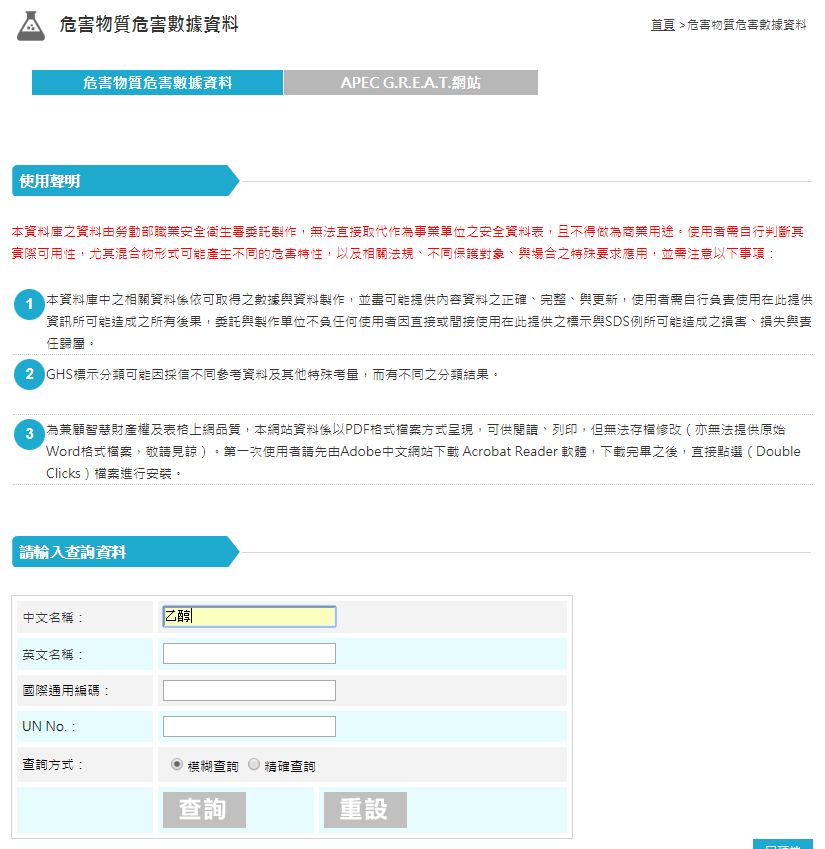 危害物質危害數據資料
首頁 >危害物質危害數據資料
危害物質危害數據資料
APEC G.R.E.A.T.網站
使用聲明
本資料庫之資料由勞動部職業安全衛生署委託製作，無法直接取代作為事業單位之安全資料表，且不得做為商業用途。使用者需自行判斷其
實際可用性，尤其混合物形式可能產生不同的危害特性，以及相關法規、不同保護對象、與場合之特殊要求應用，並需注意以下事項：
1
本資料庫中之相關資料係依可取得之數據與資料製作，並盡可能提供內容資料之正確、完整、與更新，使用者需自行負責使用在此提供
資訊所可能造成之所有後果，委託與製作單位不負任何使用者因直接或間接使用在此提供之標示與SDS例所可能造成之損害、損失與責
任歸屬。
2
GHS標示分類可能因採信不同參考資料及其他特殊考量，而有不同之分類結果。
3
為兼顧智慧財產權及表格上網品質，本網站資料係以PDF格式檔案方式呈現，可供閱讀、列印，但無法存檔修改（亦無法提供原始
Word格式檔案，敬請見諒）。第一次使用者請先由Adobe中文網站下載 Acrobat Reader 軟體，下載完畢之後，直接點選（Double
Clicks）檔案進行安裝。
請輸入查詢資料
中文名稱：
乙醇
英文名稱：
國際通用編碼：
UN No.：
查詢方式：
模糊查詢
精確查詢
查詢
重設